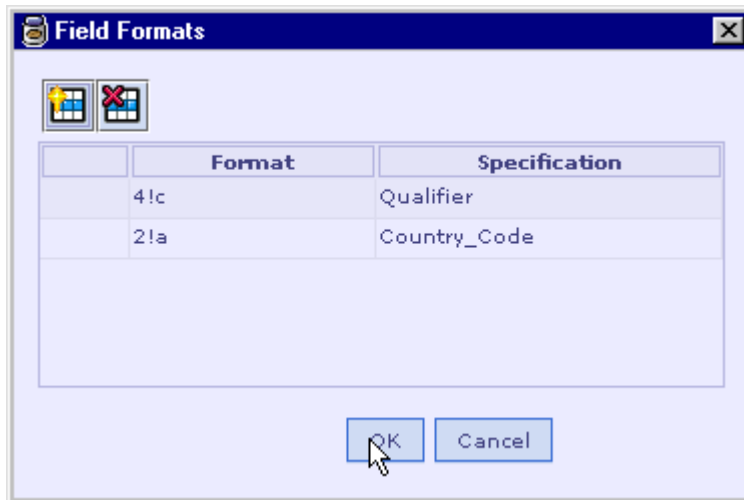 Field Formats
Format Specification
4!c Qualifier
2!a Country_Code
OK Cancel